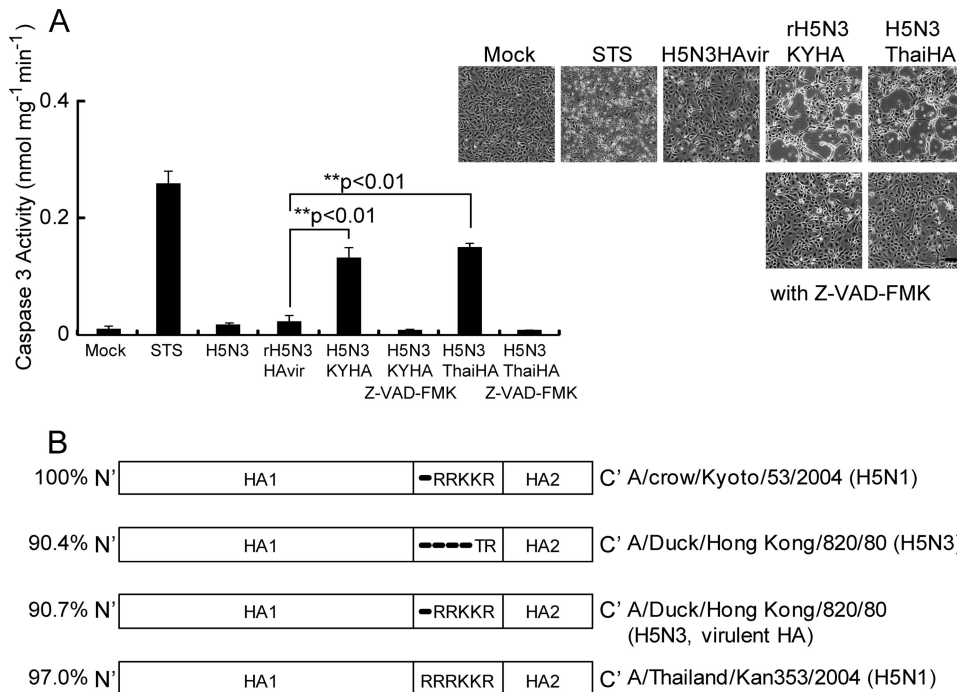 A
Mock STS H5N3HAvir rH5N3 KYHA H5N3 ThaiHA
with Z-VAD-FMK
Caspase 3 Activity (nmol mg-1min-1)
0.4
0.2
0
**p<0.01
**p<0.01
Mock STS H5N3 rH5N3 H5N3 H5N3 H5N3 H5N3
HAvir KYHA KYHA ThaiHA ThaiHA
Z-VAD-FMK Z-VAD-FMK
B
100% N' HA1 RRKKR HA2 C' A/crow/Kyoto/53/2004 (H5N1)
90.4% N' HA1 TR HA2 C' A/Duck/Hong Kong/820/80 (H5N3)
90.7% N' HA1 RRKKR HA2 C' A/Duck/Hong Kong/820/80
(H5N3, virulent HA)
97.0% N' HA1 RRRKKR HA2 C' A/Thailand/Kan353/2004 (H5N1)